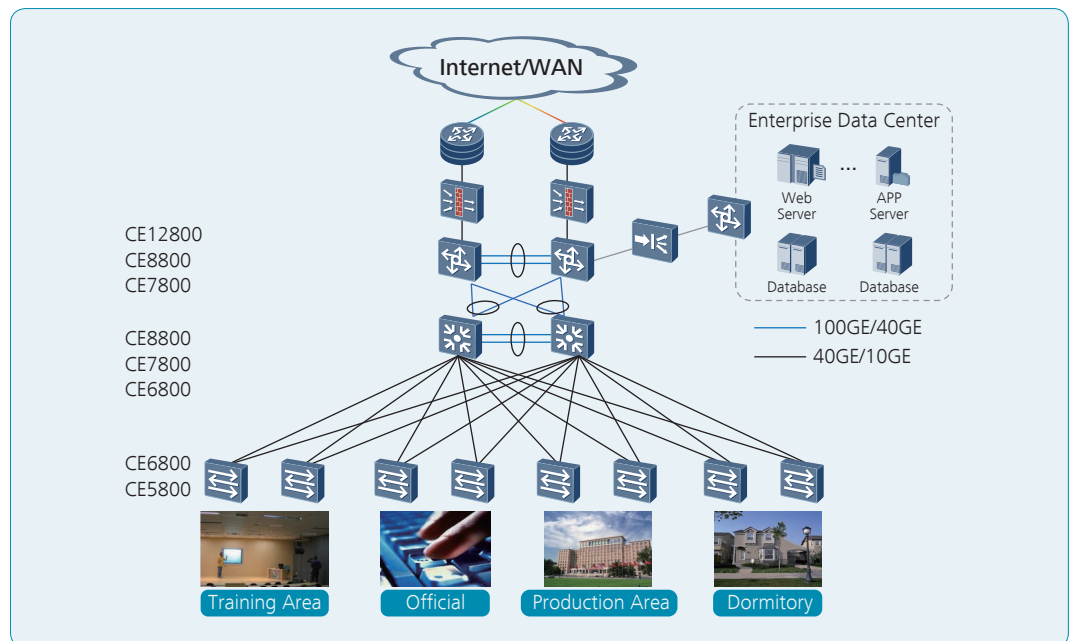 Internet/WAN
Enterprise Data Center
Web
Server
...
APP
Server
Database
Database
CE12800
CE8800
CE7800
100GE/40GE
40GE/10GE
CE8800
CE7800
CE6800
CE6800
CE5800
Training Area
Official
Production Area
Dormitory